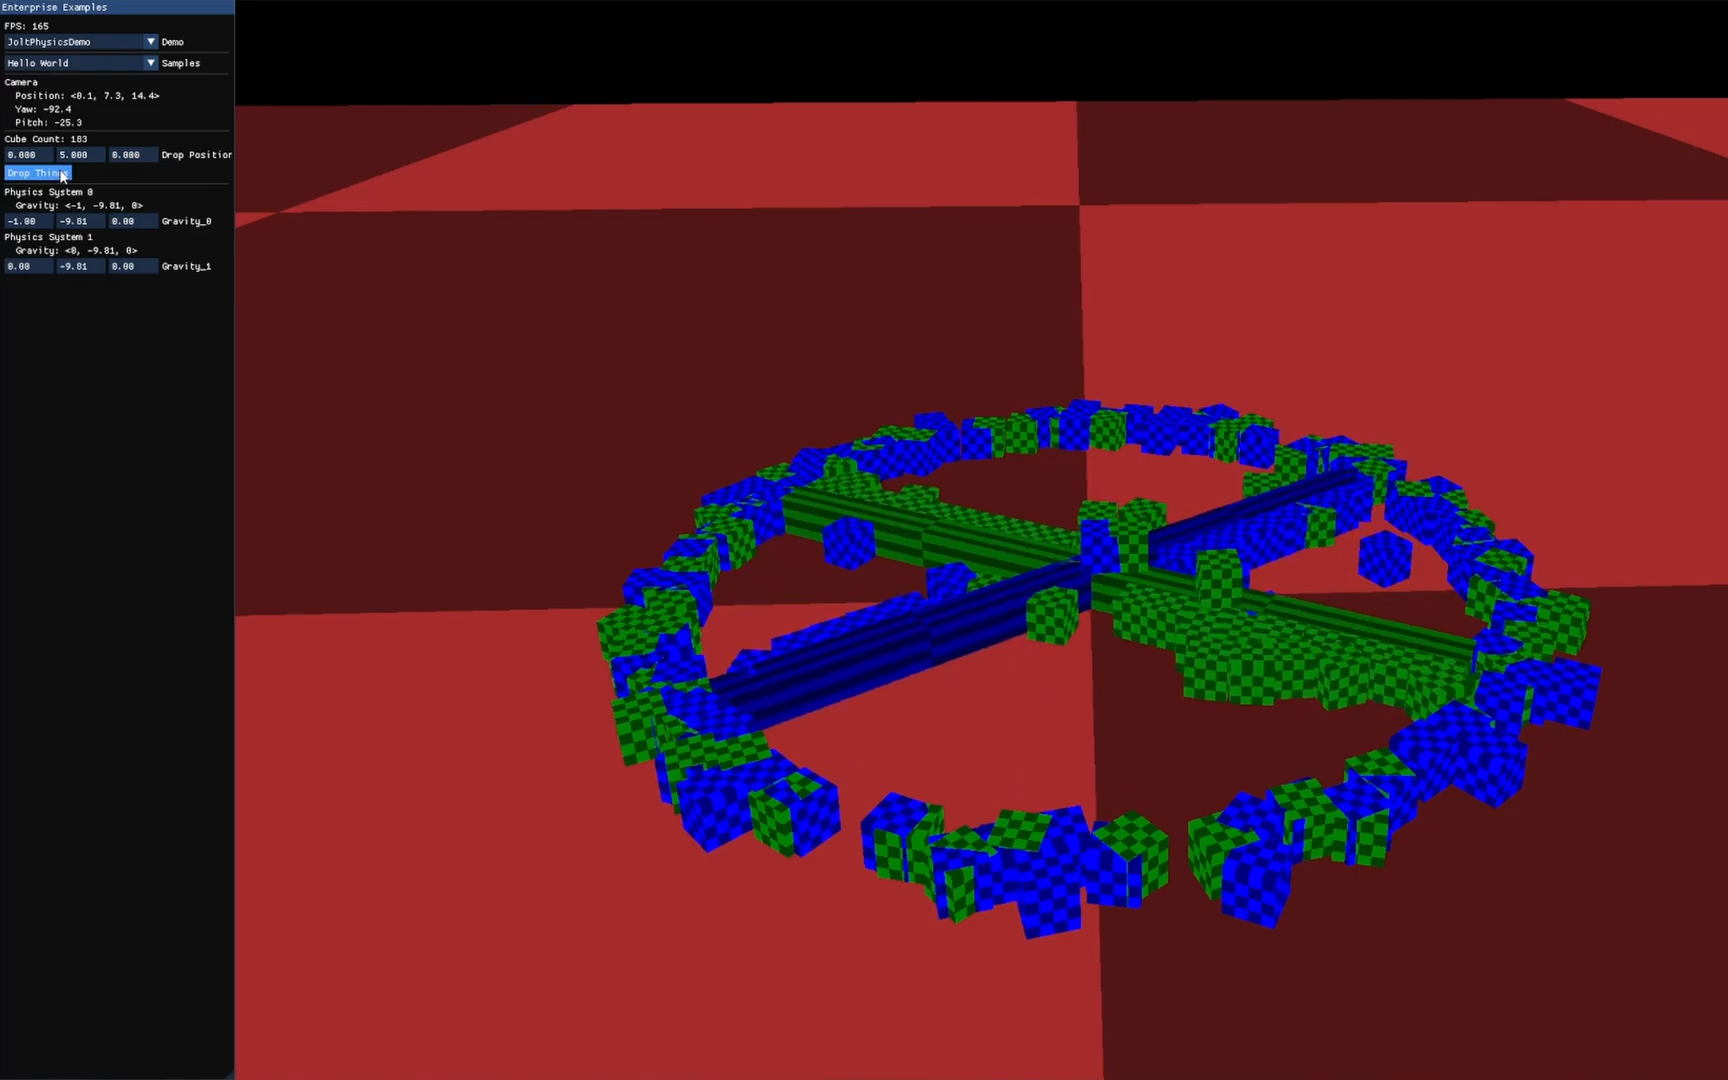 Enterprise Examples
FPS: 165
JoltPhysicsDemo Demo
Hello World Samples
Camera
Position: <0.1, 7.3, 14.4>
Yaw: -92.4
Pitch: -25.3
Cube Count: 183
0.000 5.000 0.000 Drop Position
Drop Things
Physics System 0
Gravity: <-1, -9.81, 0>
-1.00 -9.81 0.00 Gravity_0
Physics System 1
Gravity: <0, -9.81, 0>
0.00 -9.81 0.00 Gravity_1